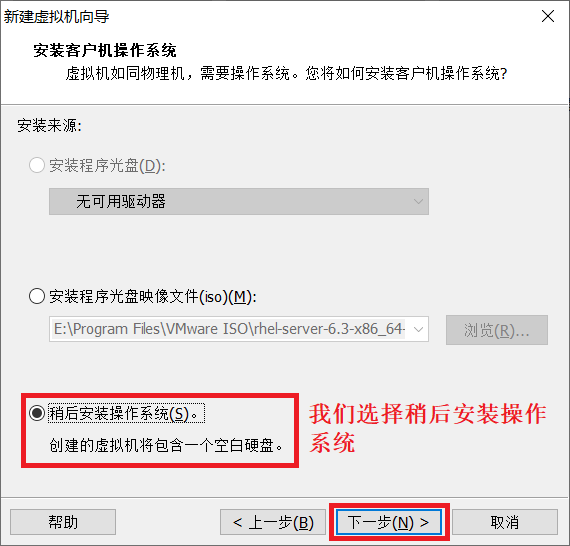 新建虚拟机向导
安装客户机操作系统
虚拟机如同物理机，需要操作系统。您将如何安装客户机操作系统?
安装来源:
安装程序光盘(D):
无可用驱动器
安装程序光盘映像文件(iso)(M):
E:\Program Files\VMware ISO\rhel-server-6.3-x86_64-
浏览(R)...
稍后安装操作系统(S)。
创建的虚拟机将包含一个空白硬盘。
我们选择稍后安装操作
系统
帮助
< 上一步(B)
下一步(N) >
取消